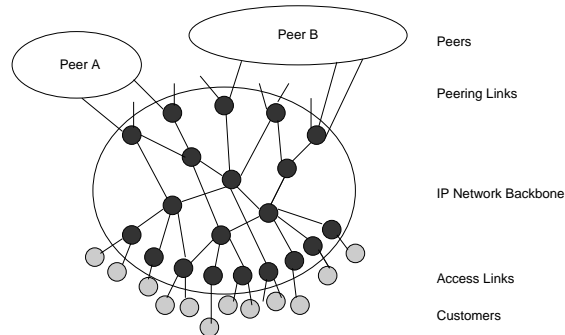 Peer B
Peers
Peer A
Peering Links
IP Network Backbone
Access Links
Customers